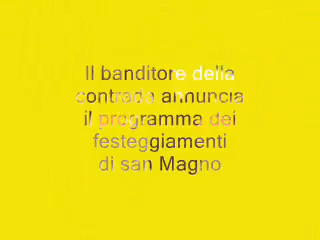 Il banditore della
contrada annuncia
il programma dei
festeggiamenti
di san Magno